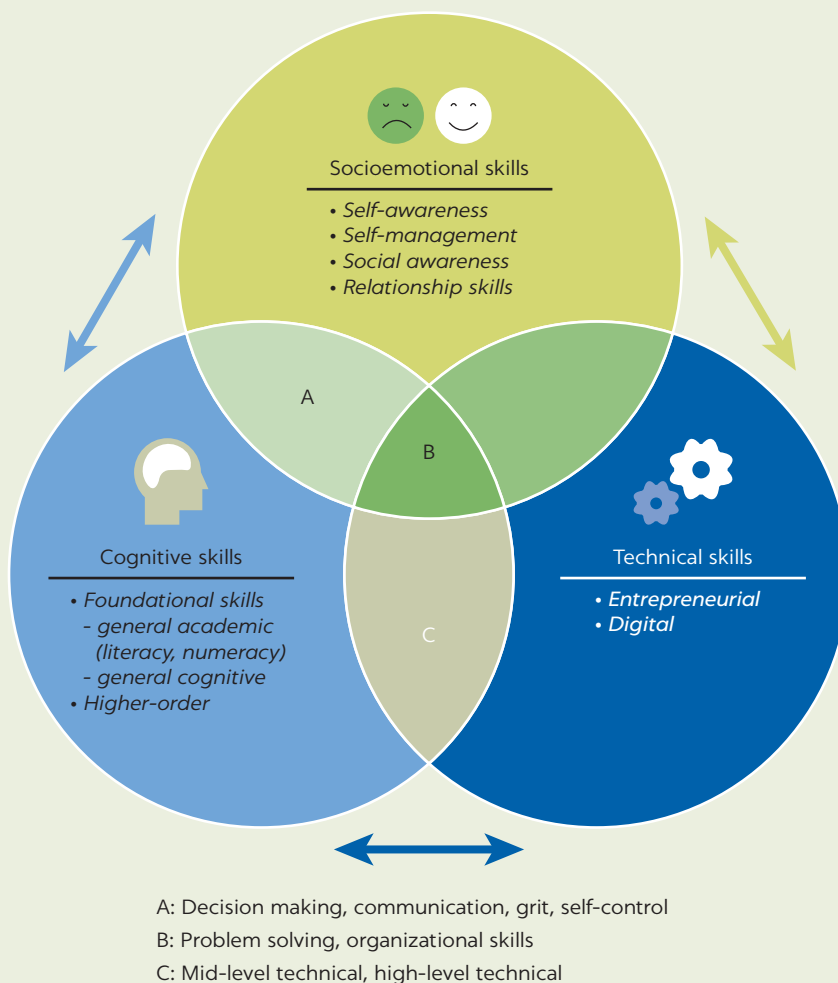 Socioemotional skills
• Self-awareness
• Self-management
• Social awareness
• Relationship skills
A
B
Cognitive skills
• Foundational skills
- general academic
(literacy, numeracy)
- general cognitive
• Higher-order
Technical skills
• Entrepreneurial
• Digital
C
A: Decision making, communication, grit, self-control
B: Problem solving, organizational skills
C: Mid-level technical, high-level technical